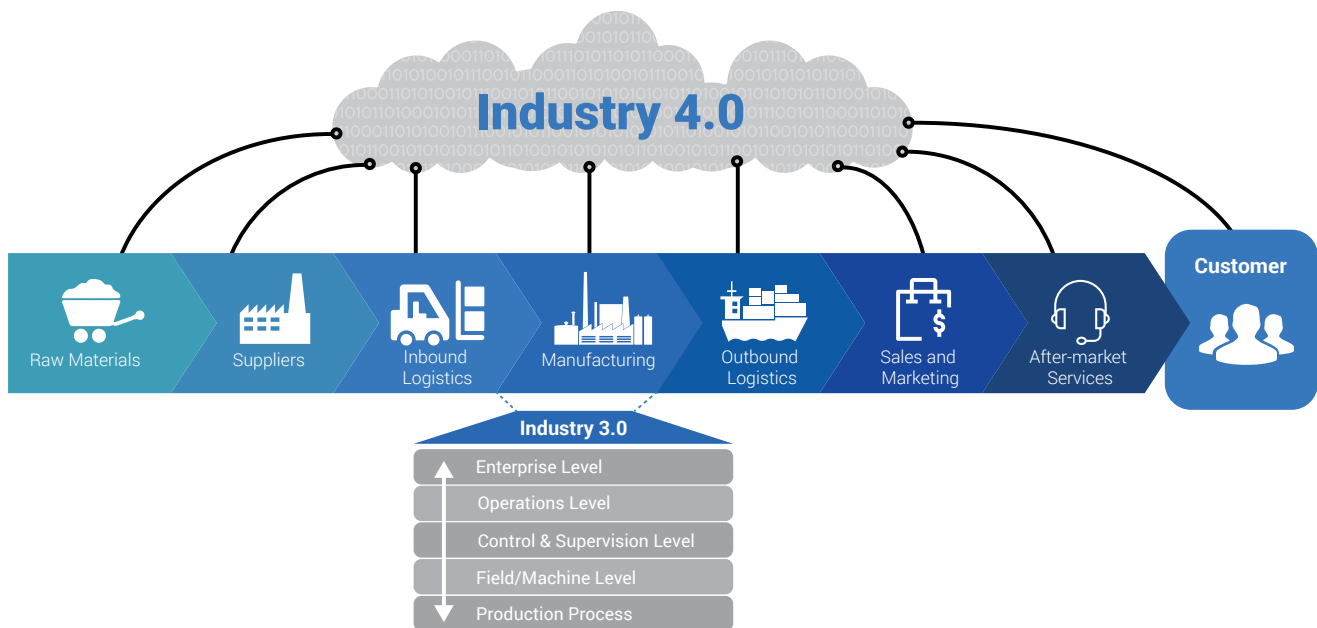 Industry 4.0
Customer
Raw Materials
Suppliers
Inbound
Logistics
Manufacturing
Outbound
Logistics
$
Sales and
Marketing
After-market
Services
Industry 3.0
Enterprise Level
Operations Level
Control & Supervision Level
Field/Machine Level
Production Process